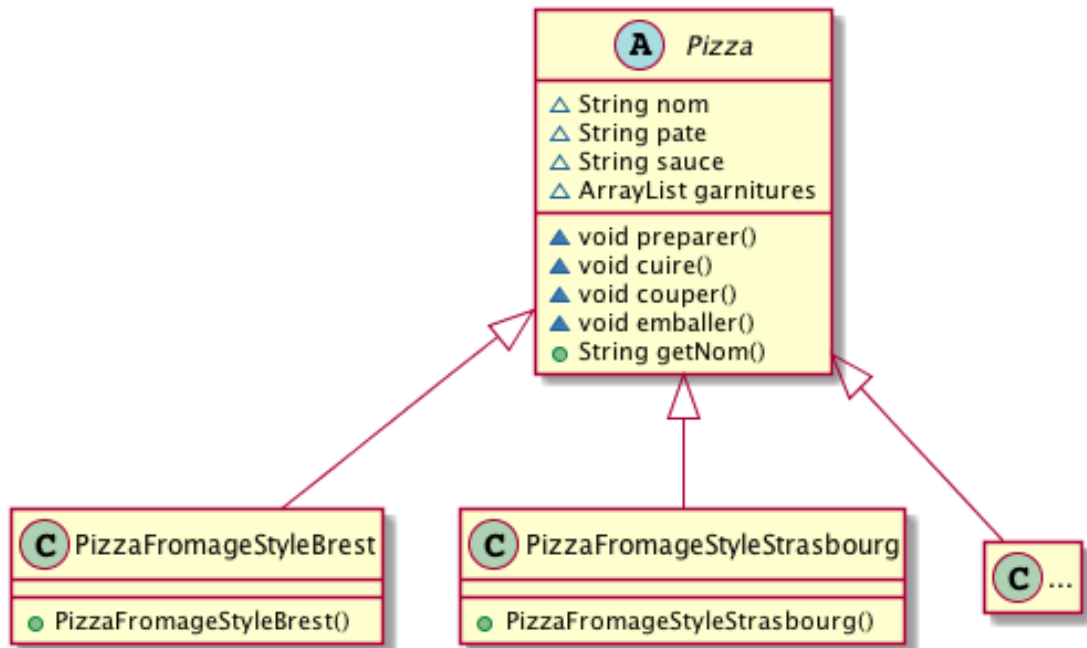 A Pizza
String nom
String pate
String sauce
ArrayList garnitures
void preparer()
void cuire()
void couper()
void emballer()
String getNom()
C PizzaFromageStyleBrest
PizzaFromageStyleBrest()
C PizzaFromageStyleStrasbourg
PizzaFromageStyleStrasbourg()
C ...